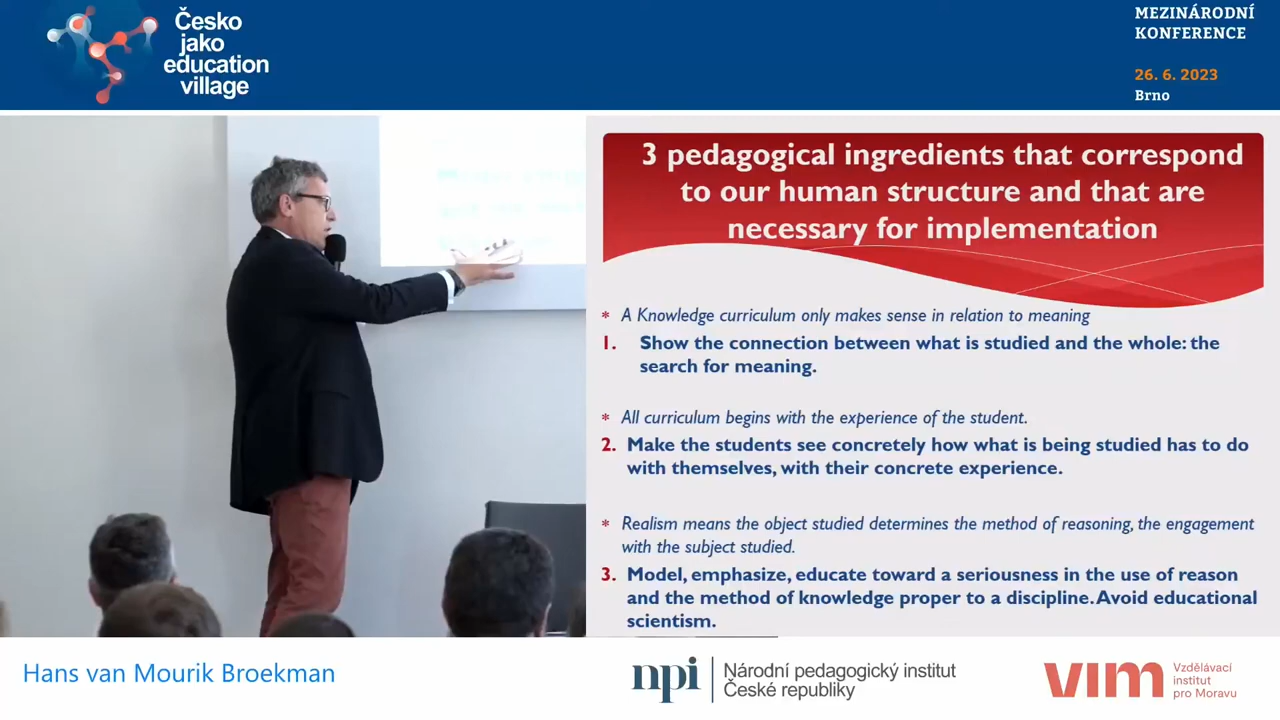 Česko
jako
education
village
MEZINÁRODNÍ
KONFERENCE
26. 6. 2023
Brno
3 pedagogical ingredients that correspond
to our human structure and that are
necessary for implementation
* A Knowledge curriculum only makes sense in relation to meaning
1. Show the connection between what is studied and the whole: the
search for meaning.
* All curriculum begins with the experience of the student.
2. Make the students see concretely how what is being studied has to do
with themselves, with their concrete experience.
* Realism means the object studied determines the method of reasoning, the engagement
with the subject studied.
3. Model, emphasize, educate toward a seriousness in the use of reason
and the method of knowledge proper to a discipline. Avoid educational
scientism.
Hans van Mourik Broekman
npi
Národní pedagogický institut
České republiky
vim
Vzdělávací
institut
pro Moravu